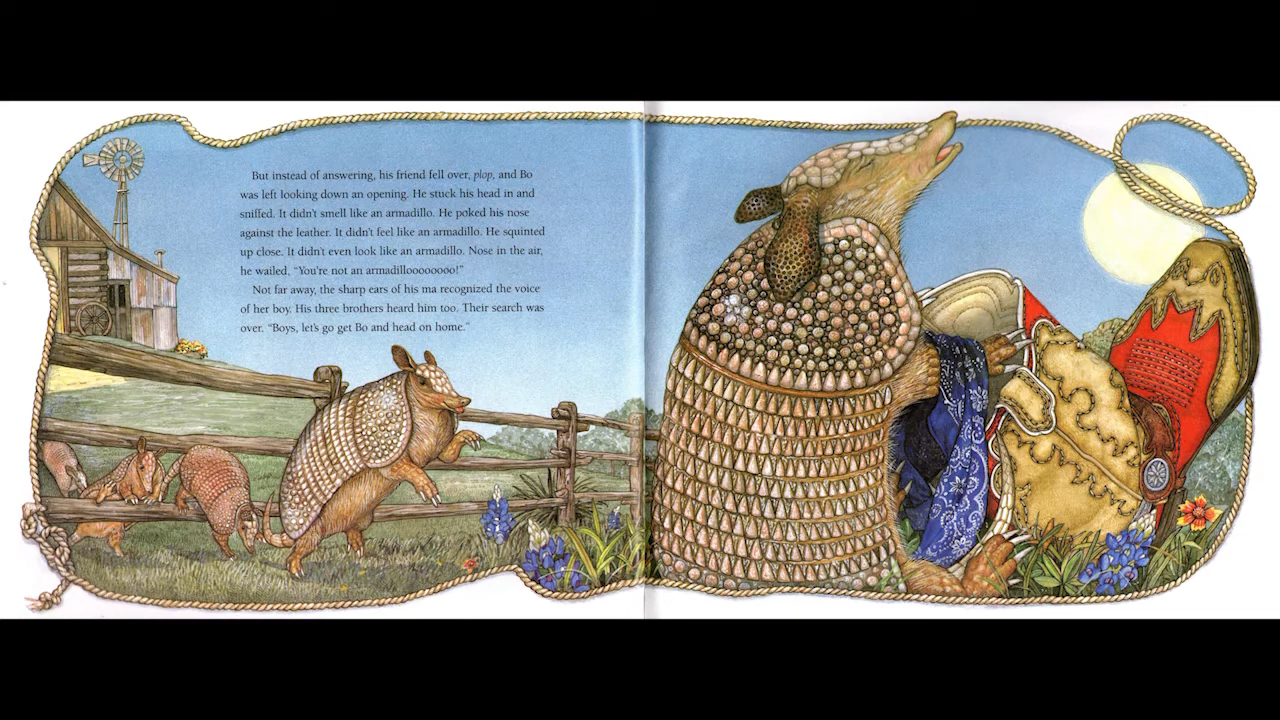 But instead of answering, his friend fell over, plop, and Bo
was left looking down an opening. He stuck his head in and
sniffed. It didn't smell like an armadillo. He poked his nose
against the leather. It didn't feel like an armadillo. He squinted
up close. It didn't even look like an armadillo. Nose in the air,
he wailed, "You're not an armadilloooooooo!"
Not far away, the sharp ears of his ma recognized the voice
of her boy. His three brothers heard him too. Their search was
over. "Boys, let's go get Bo and head on home."